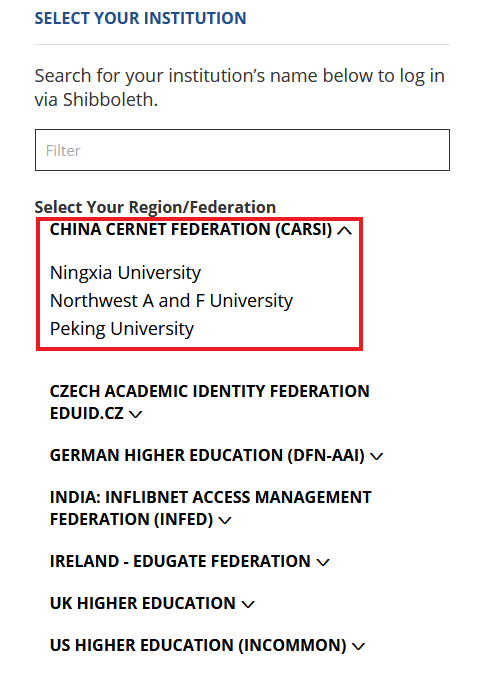 SELECT YOUR INSTITUTION
Search for your institution’s name below to log in
via Shibboleth.
Filter
Select Your Region/Federation
CHINA CERNET FEDERATION (CARSI)
Ningxia University
Northwest A and F University
Peking University
CZECH ACADEMIC IDENTITY FEDERATION
EDUID.CZ
GERMAN HIGHER EDUCATION (DFN-AAI)
INDIA: INFLIBNET ACCESS MANAGEMENT
FEDERATION (INFED)
IRELAND - EDUGATE FEDERATION
UK HIGHER EDUCATION
US HIGHER EDUCATION (INCOMMON)